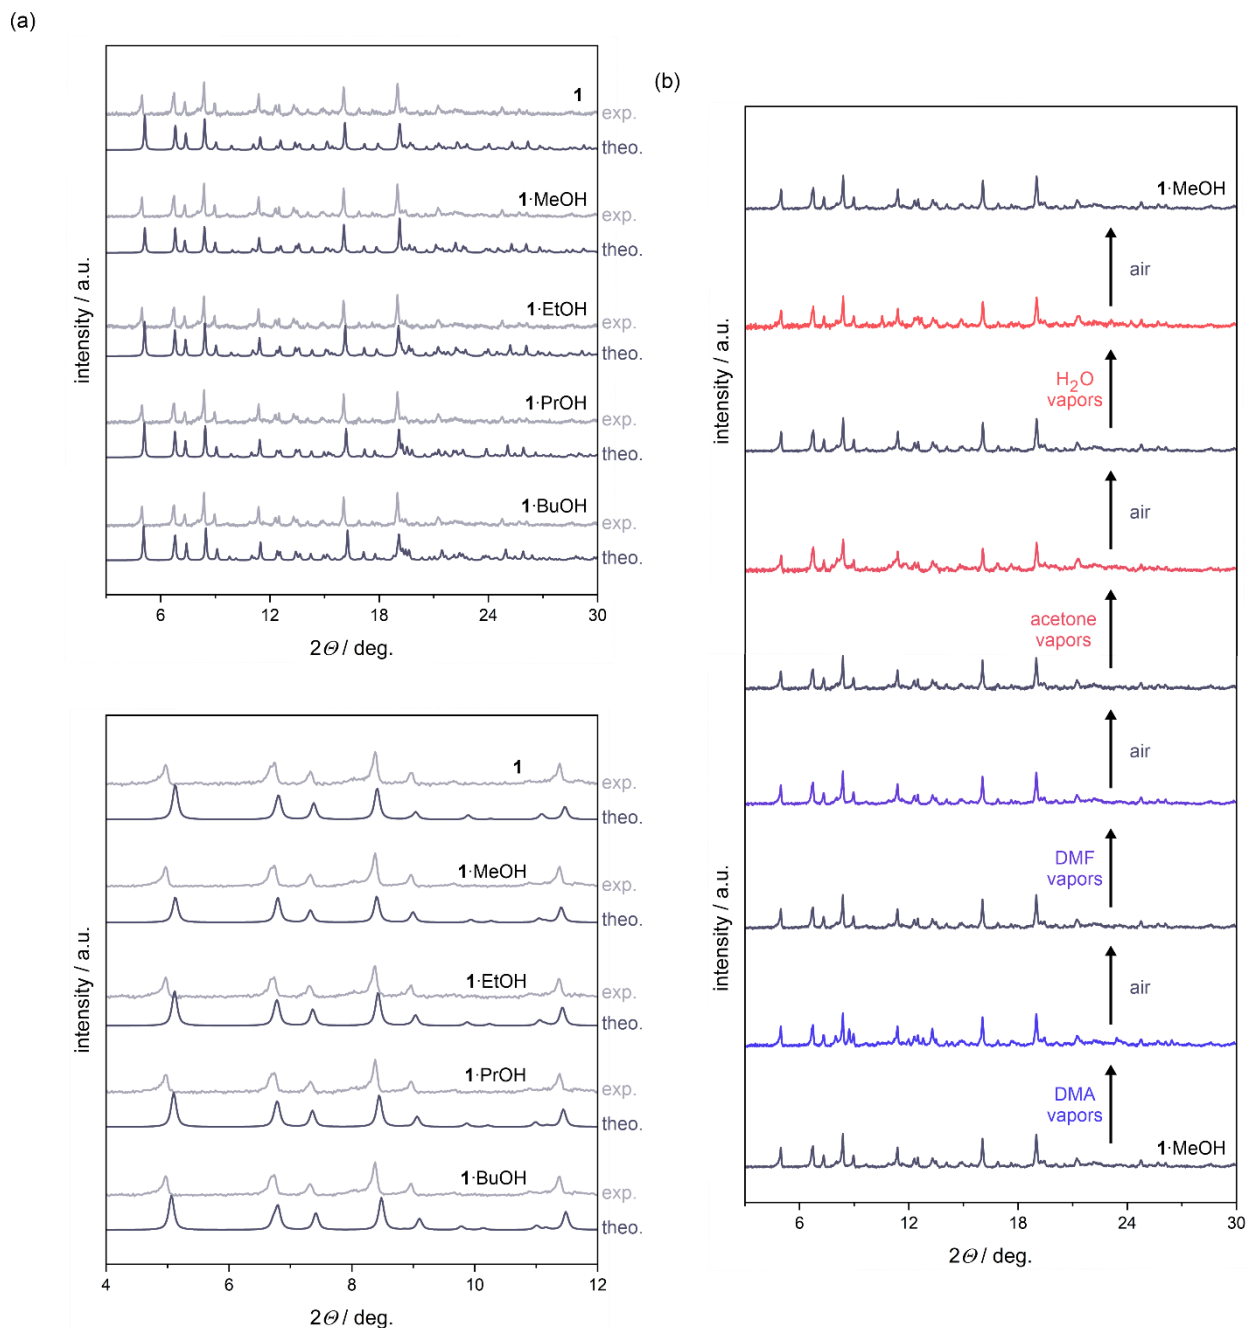 (a)
1
exp.
theo.
1·MeOH
exp.
theo.
1·EtOH
exp.
theo.
1·PrOH
exp.
theo.
1·BuOH
exp.
theo.
intensity / a.u.
6 12 18 24 30
2Θ / deg.
1
exp.
theo.
1·MeOH
exp.
theo.
1·EtOH
exp.
theo.
1·PrOH
exp.
theo.
1·BuOH
exp.
theo.
intensity / a.u.
4 6 8 10 12
2Θ / deg.
(b)
1·MeOH
air
H₂O
vapors
air
acetone
vapors
air
DMF
vapors
air
DMA
vapors
1·MeOH
intensity / a.u.
intensity / a.u.
6 12 18 24 30
2Θ / deg.